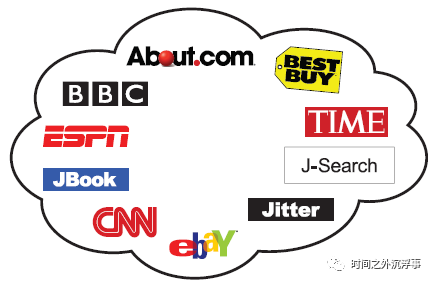 About.com
BEST
BUY
BBC
TIME
ESPN
J-Search
JBook
Jitter
CNN
ebaY
时间之外沉浮事